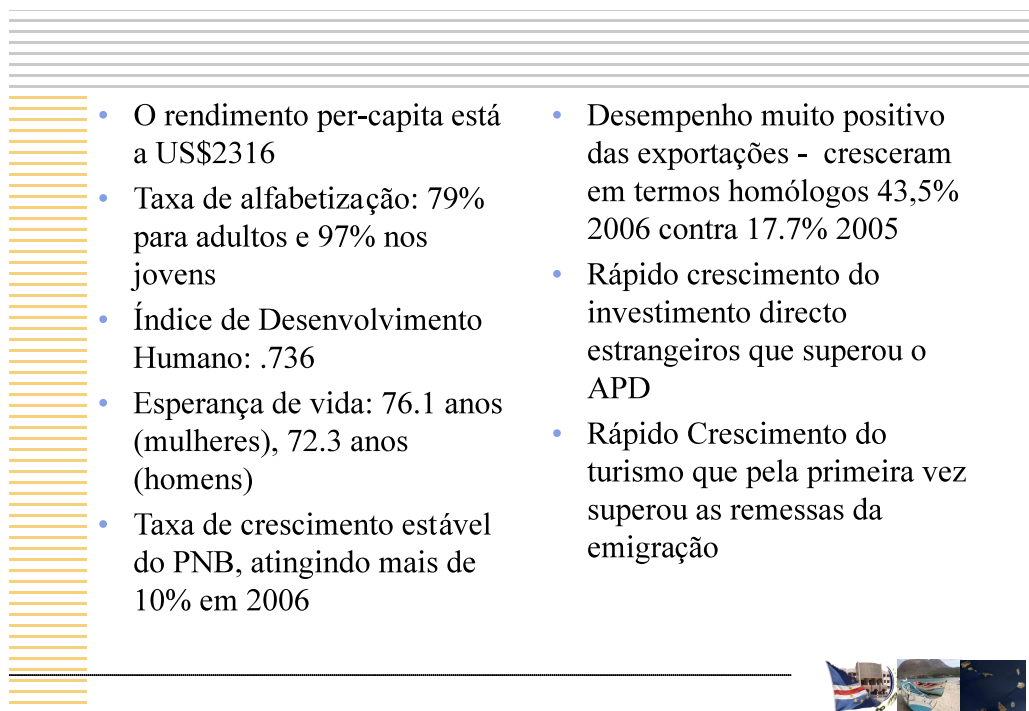 • O rendimento per-capita está
a US$2316
• Taxa de alfabetização: 79%
para adultos e 97% nos
jovens
• Índice de Desenvolvimento
Humano: .736
• Esperança de vida: 76.1 anos
(mulheres), 72.3 anos
(homens)
• Taxa de crescimento estável
do PNB, atingindo mais de
10% em 2006
• Desempenho muito positivo
das exportações - cresceram
em termos homólogos 43,5%
2006 contra 17.7% 2005
• Rápido crescimento do
investimento directo
estrangeiros que superou o
APD
• Rápido Crescimento do
turismo que pela primeira vez
superou as remessas da
emigração